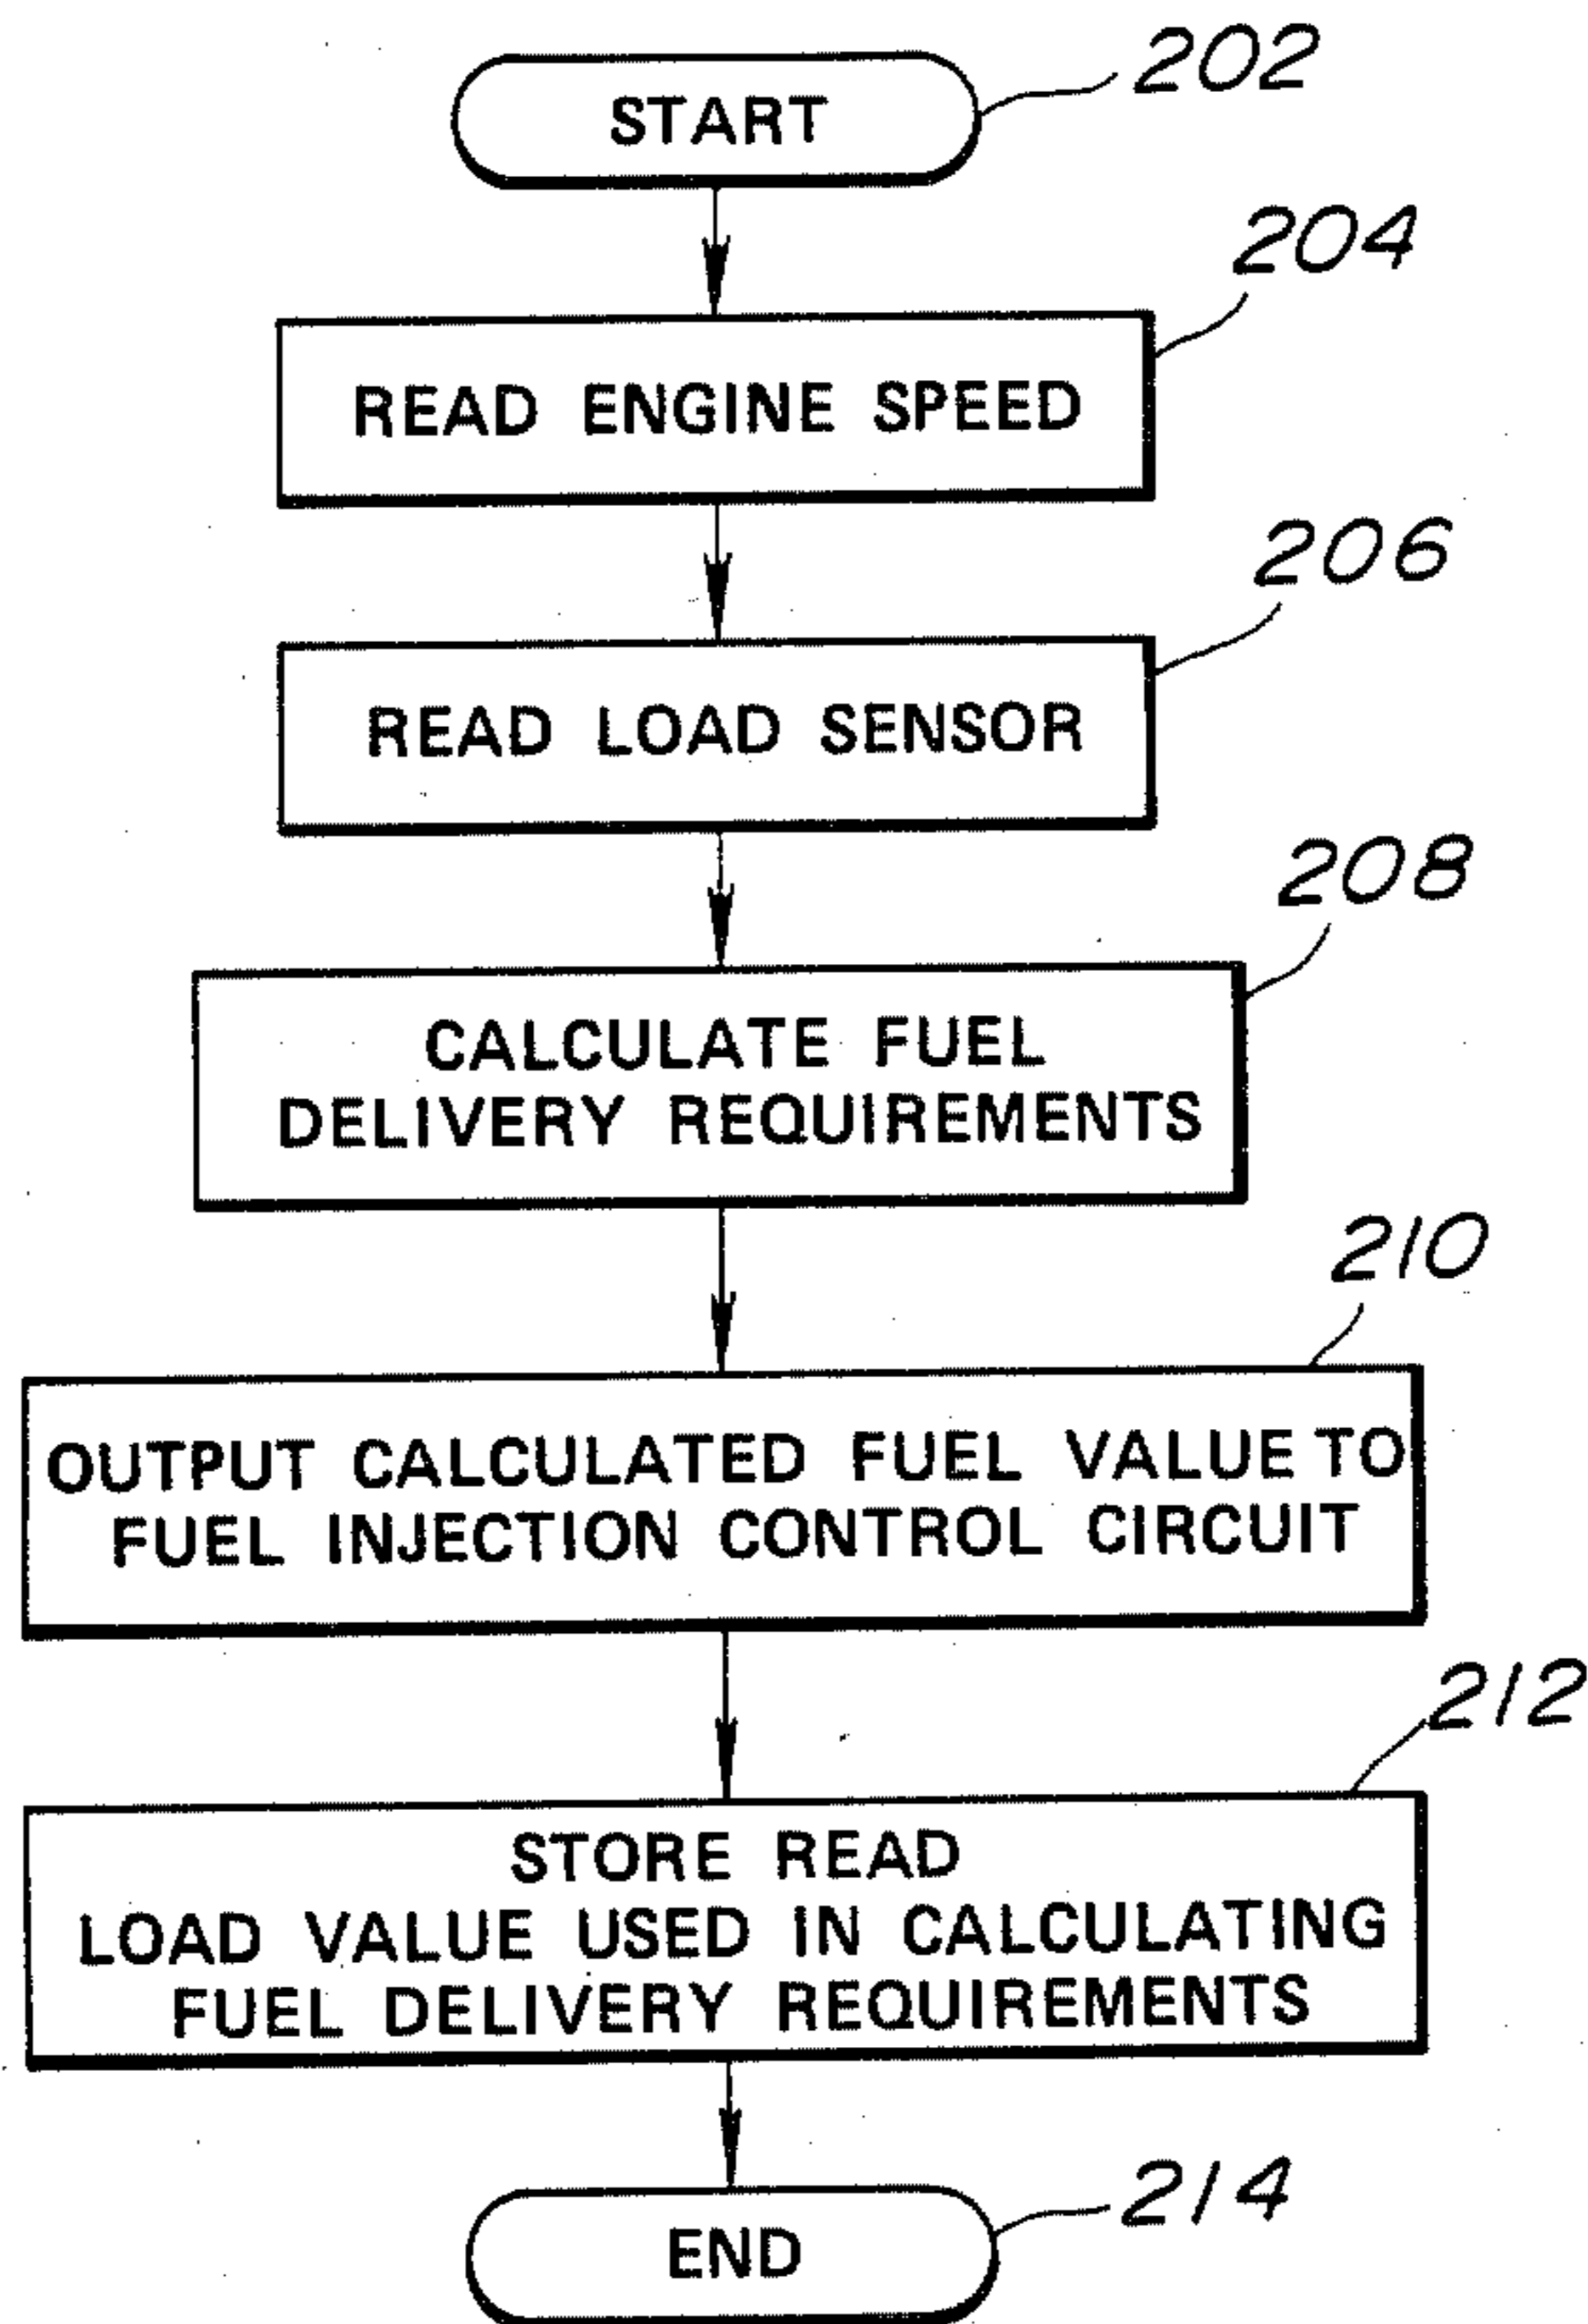 202
START
204
READ ENGINE SPEED
206
READ LOAD SENSOR
208
CALCULATE FUEL
DELIVERY REQUIREMENTS
210
OUTPUT CALCULATED FUEL VALUE TO
FUEL INJECTION CONTROL CIRCUIT
212
STORE READ
LOAD VALUE USED IN CALCULATING
FUEL DELIVERY REQUIREMENTS
214
END